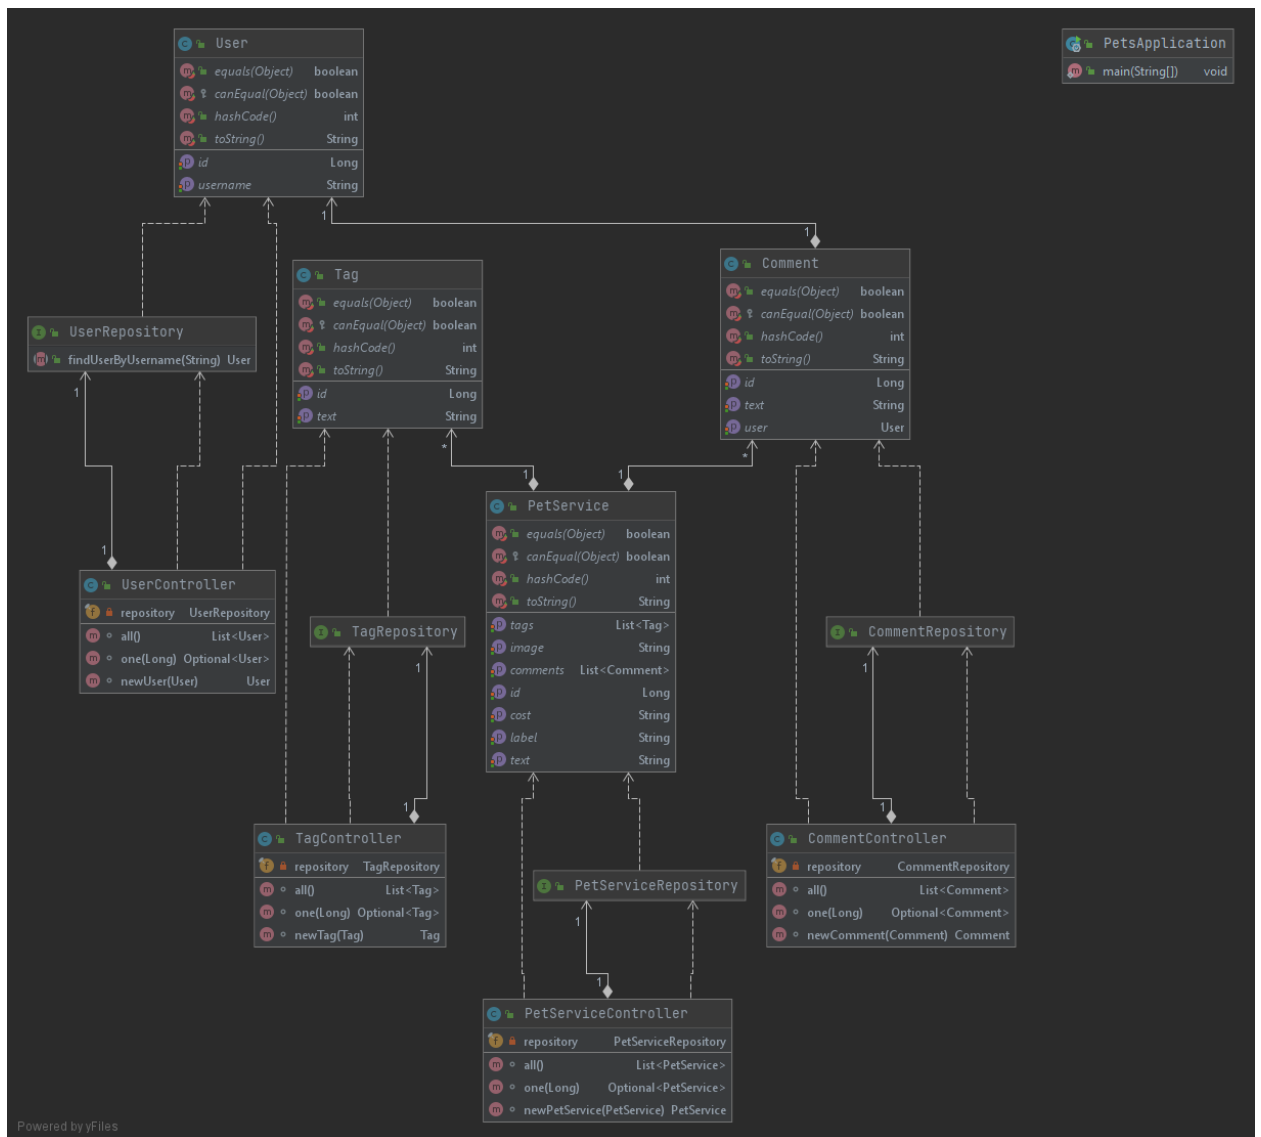 User
equals(Object) boolean
canEqual(Object) boolean
hashCode() int
toString() String
id Long
username String
PetsApplication
main(String[]) void
1
1
Tag
equals(Object) boolean
canEqual(Object) boolean
hashCode() int
toString() String
id Long
text String
Comment
equals(Object) boolean
canEqual(Object) boolean
hashCode() int
toString() String
id Long
text String
user User
UserRepository
findUserByUsername(String) User
1
*
1
1
*
PetService
equals(Object) boolean
canEqual(Object) boolean
hashCode() int
toString() String
tags List<Tag>
image String
comments List<Comment>
id Long
cost String
label String
text String
1
UserController
repository UserRepository
all() List<User>
one(Long) Optional<User>
newUser(User) User
TagRepository
1
CommentRepository
1
1
TagController
repository TagRepository
all() List<Tag>
one(Long) Optional<Tag>
newTag(Tag) Tag
1
CommentController
repository CommentRepository
all() List<Comment>
one(Long) Optional<Comment>
newComment(Comment) Comment
PetServiceRepository
1
1
PetServiceController
repository PetServiceRepository
all() List<PetService>
one(Long) Optional<PetService>
newPetService(PetService) PetService
Powered by yFiles